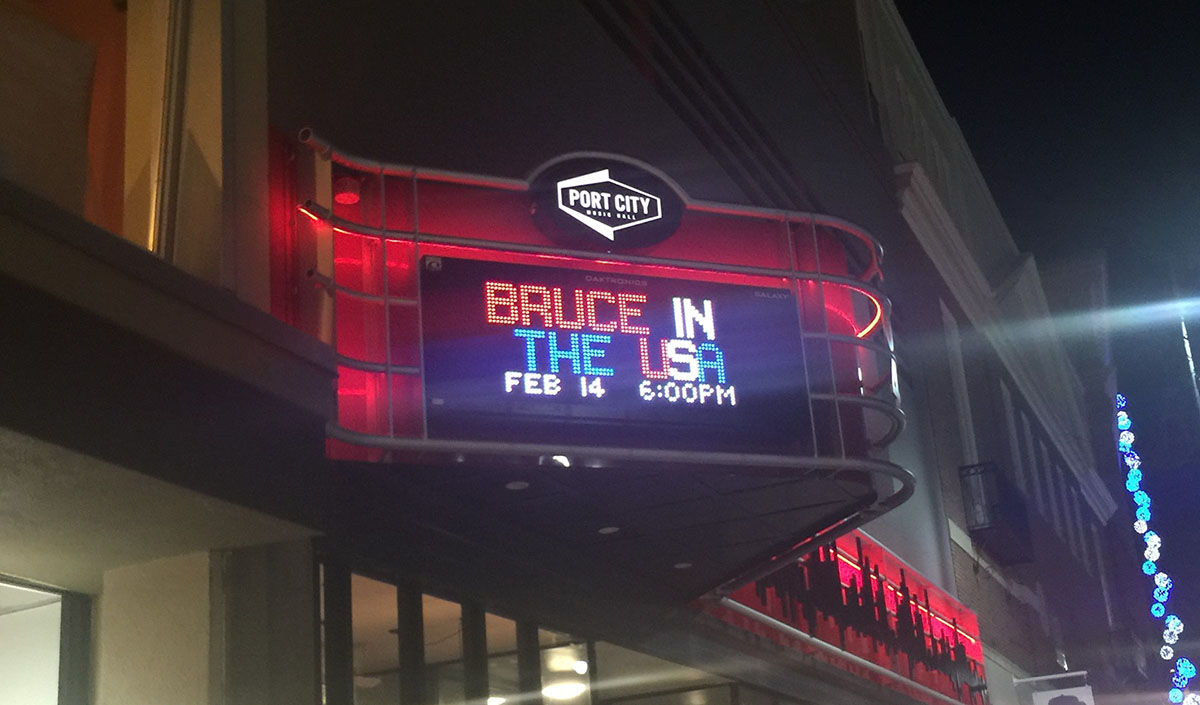 PORT CITY
MUSIC HALL
DAKTRONICS
GALAXY
BRUCE IN
THE USA
FEB 14 6:00PM